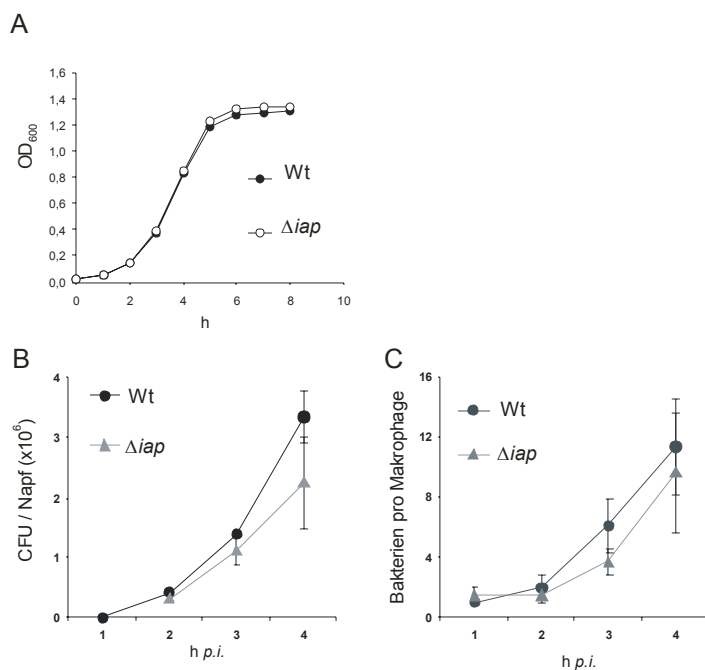 A
OD600
1,6
1,4
1,2
1,0
0,8
0,6
0,4
0,2
0,0
Wt
Δiap
0 2 4 6 8 10
h
B
CFU / Napf (x10^6)
4
3
2
1
0
Wt
Δiap
1 2 3 4
h p.i.
C
Bakterien pro Makrophage
16
12
8
4
0
Wt
Δiap
1 2 3 4
h p.i.